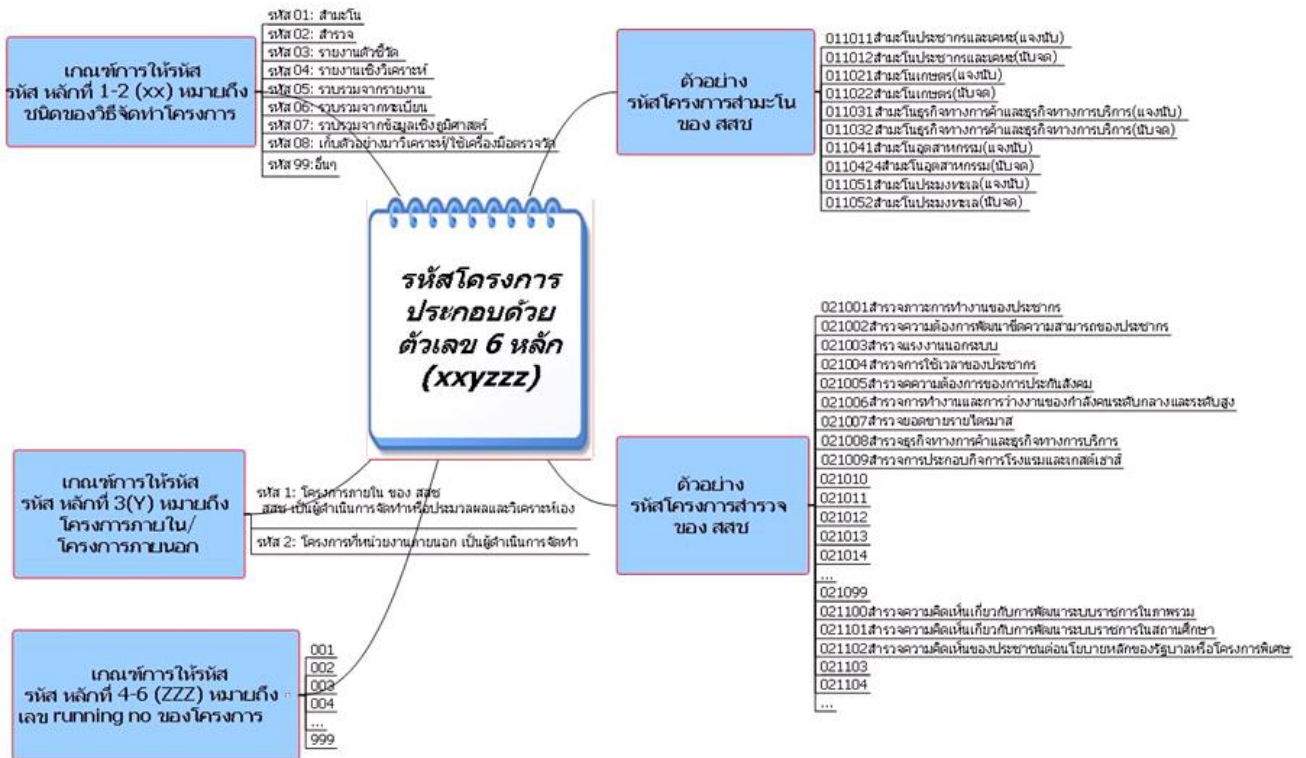 เกณฑ์การให้รหัส
รหัส หลักที่ 1-2 (xx) หมายถึง
ชนิดของวิธีจัดทำโครงการ
รหัส 01: สำมะโน
รหัส 02: สำรวจ
รหัส 03: รายงานตัวชี้วัด
รหัส 04: รายงานเชิงวิเคราะห์
รหัส 05: รวบรวมจากรายงาน
รหัส 06: รวบรวมจากทะเบียน
รหัส 07: รวบรวมจากข้อมูลเชิงภูมิศาสตร์
รหัส 08: เก็บตัวอย่างมาวิเคราะห์/ใช้เครื่องมือตรวจวัด
รหัส 99:อื่นๆ
ตัวอย่าง
รหัสโครงการสำมะโน
ของ สสช
011011สำมะโนประชากรและเคหะ(แจงนับ)
011012สำมะโนประชากรและเคหะ(นับจด)
011021สำมะโนเกษตร(แจงนับ)
011022สำมะโนเกษตร(นับจด)
011031สำมะโนธุรกิจทางการค้าและธุรกิจทางการบริการ(แจงนับ)
011032สำมะโนธุรกิจทางการค้าและธุรกิจทางการบริการ(นับจด)
011041สำมะโนอุตสาหกรรม(แจงนับ)
0110424สำมะโนอุตสาหกรรม(นับจด)
011051สำมะโนประมงทะเล(แจงนับ)
011052สำมะโนประมงทะเล(นับจด)
รหัสโครงการ
ประกอบด้วย
ตัวเลข 6 หลัก
(xxyzzz)
เกณฑ์การให้รหัส
รหัส หลักที่ 3(Y) หมายถึง
โครงการภายใน/
โครงการภายนอก
รหัส 1: โครงการภายใน ของ สสช
สสช เป็นผู้ดำเนินการจัดทำหรือประมวลผลและวิเคราะห์เอง
รหัส 2: โครงการที่หน่วยงานภายนอก เป็นผู้ดำเนินการจัดทำ
เกณฑ์การให้รหัส
รหัส หลักที่ 4-6 (ZZZ) หมายถึง
เลข running no ของโครงการ
001
002
003
004
...
999
ตัวอย่าง
รหัสโครงการสำรวจ
ของ สสช
021001สำรวจภาวะการทำงานของประชากร
021002สำรวจความต้องการพัฒนาขีดความสามารถของประชากร
021003สำรวจแรงงานนอกระบบ
021004สำรวจการใช้เวลาของประชากร
021005สำรวจคความต้องการของการประกันสังคม
021006สำรวจการทำงานและการว่างงานของกำลังคนระดับกลางและระดับสูง
021007สำรวจยอดขายรายไตรมาส
021008สำรวจธุรกิจทางการค้าและธุรกิจทางการบริการ
021009สำรวจการประกอบกิจการโรงแรมและเกสต์เฮาส์
021010
021011
021012
021013
021014
...
021099
021100สำรวจความคิดเห็นเกี่ยวกับการพัฒนาระบบราชการในภาพรวม
021101สำรวจความคิดเห็นเกี่ยวกับการพัฒนาระบบราชการในสถานศึกษา
021102สำรวจความคิดเห็นของประชาชนต่อนโยบายหลักของรัฐบาลหรือโครงการพิเศษ
021103
021104
...